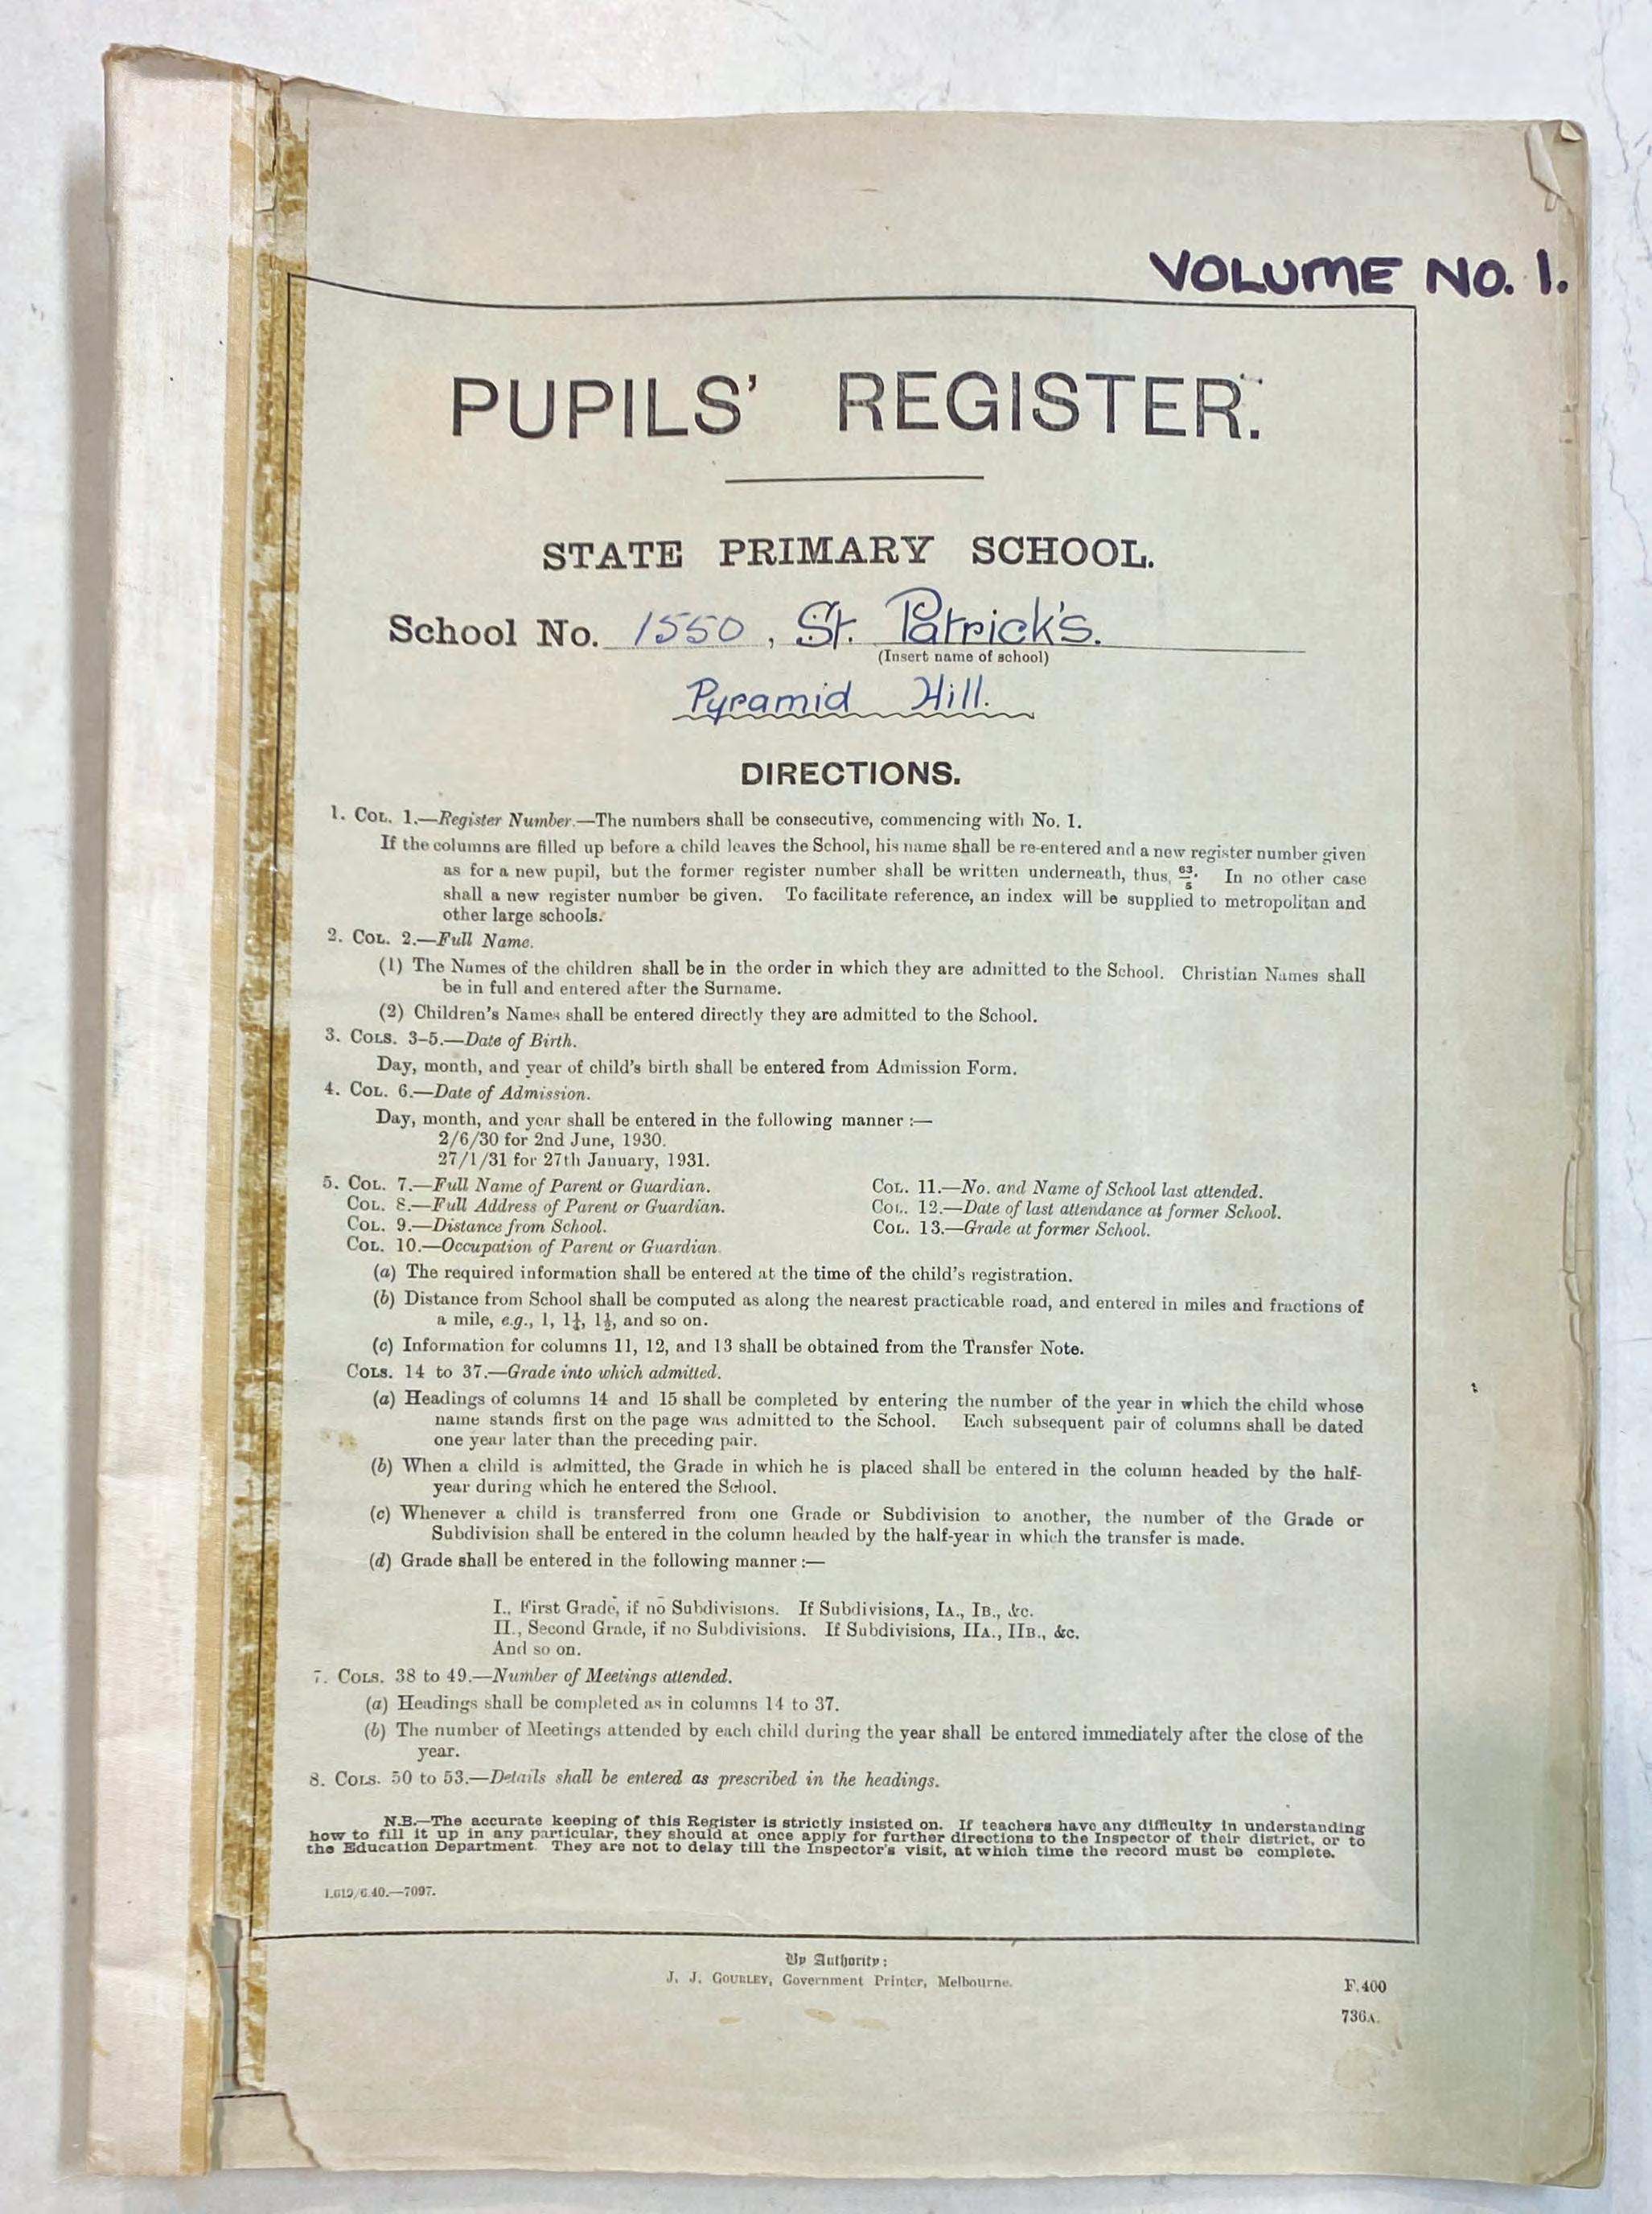 VOLUME NO. 1.
PUPILS' REGISTER.
STATE PRIMARY SCHOOL.
School No. 1550, St. Patrick's.
(Insert name of school)
Pyramid Hill.
DIRECTIONS.
1. COL. 1.—Register Number.—The numbers shall be consecutive, commencing with No. 1.
If the columns are filled up before a child leaves the School, his name shall be re-entered and a new register number given
as for a new pupil, but the former register number shall be written underneath, thus, 63/5. In no other case
shall a new register number be given. To facilitate reference, an index will be supplied to metropolitan and
other large schools.
2. COL. 2.—Full Name.
(1) The Names of the children shall be in the order in which they are admitted to the School. Christian Names shall
be in full and entered after the Surname.
(2) Children's Names shall be entered directly they are admitted to the School.
3. COLS. 3-5.—Date of Birth.
Day, month, and year of child's birth shall be entered from Admission Form.
4. COL. 6.—Date of Admission.
Day, month, and year shall be entered in the following manner :—
2/6/30 for 2nd June, 1930.
27/1/31 for 27th January, 1931.
5. COL. 7.—Full Name of Parent or Guardian.
COL. 8.—Full Address of Parent or Guardian.
COL. 9.—Distance from School.
COL. 10.—Occupation of Parent or Guardian.
COL. 11.—No. and Name of School last attended.
COL. 12.—Date of last attendance at former School.
COL. 13.—Grade at former School.
(a) The required information shall be entered at the time of the child's registration.
(b) Distance from School shall be computed as along the nearest practicable road, and entered in miles and fractions of
a mile, e.g., 1, 1¼, 1½, and so on.
(c) Information for columns 11, 12, and 13 shall be obtained from the Transfer Note.
COLS. 14 to 37.—Grade into which admitted.
(a) Headings of columns 14 and 15 shall be completed by entering the number of the year in which the child whose
name stands first on the page was admitted to the School. Each subsequent pair of columns shall be dated
one year later than the preceding pair.
(b) When a child is admitted, the Grade in which he is placed shall be entered in the column headed by the half-
year during which he entered the School.
(c) Whenever a child is transferred from one Grade or Subdivision to another, the number of the Grade or
Subdivision shall be entered in the column headed by the half-year in which the transfer is made.
(d) Grade shall be entered in the following manner :—
I., First Grade, if no Subdivisions. If Subdivisions, IA., IB., &c.
II., Second Grade, if no Subdivisions. If Subdivisions, IIA., IIB., &c.
And so on.
7. COLS. 38 to 49.—Number of Meetings attended.
(a) Headings shall be completed as in columns 14 to 37.
(b) The number of Meetings attended by each child during the year shall be entered immediately after the close of the
year.
8. COLS. 50 to 53.—Details shall be entered as prescribed in the headings.
N.B.—The accurate keeping of this Register is strictly insisted on. If teachers have any difficulty in understanding
how to fill it up in any particular, they should at once apply for further directions to the Inspector of their district, or to
the Education Department. They are not to delay till the Inspector's visit, at which time the record must be complete.
6.40.—7097.
By Authority:
J. J. GOURLEY, Government Printer, Melbourne.
F.400
736A.